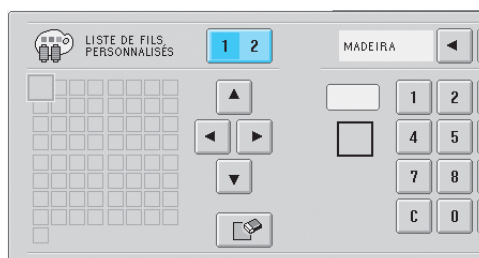 LISTE DE FILS
PERSONNALISÉS
1 2
MADEIRA
1 2
4 5
7 8
C 0